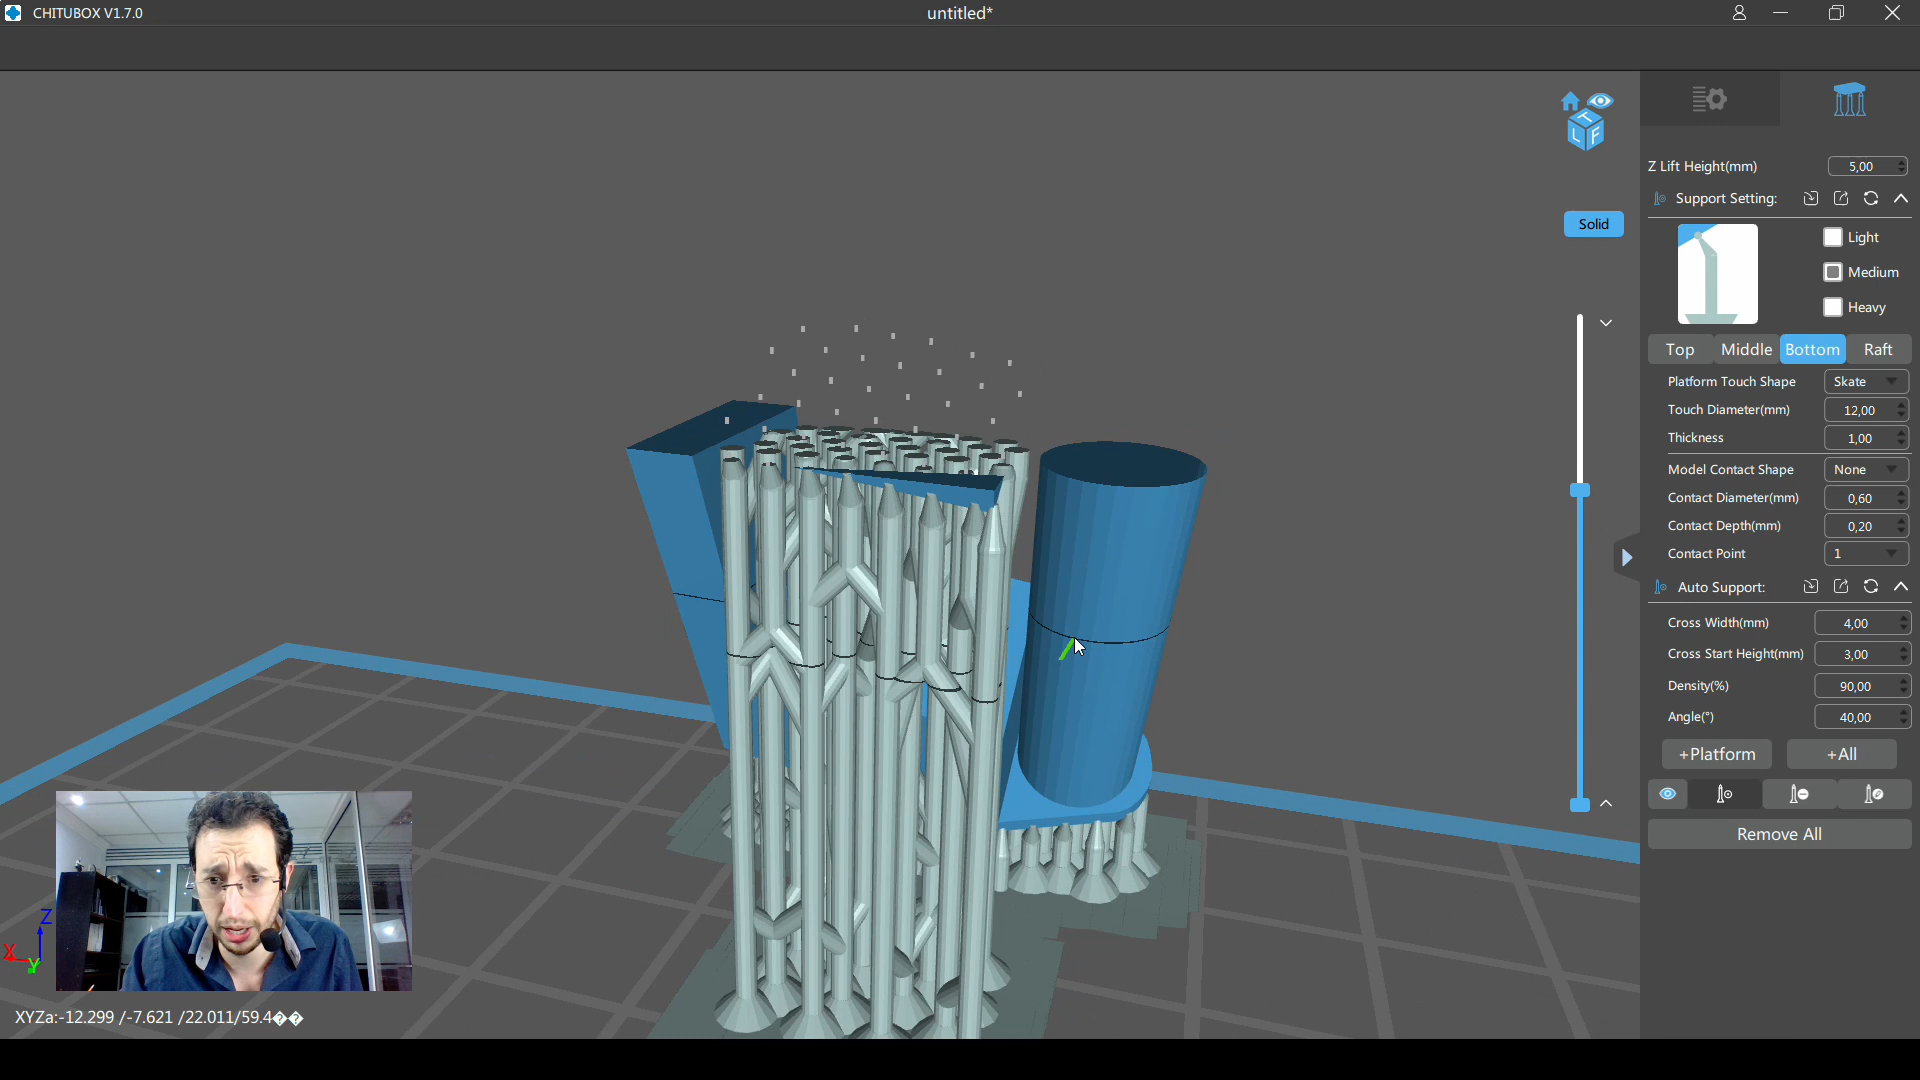 CHITUBOX V1.7.0
untitled*
T
L F
Solid
Z Lift Height(mm) 5,00
Support Setting:
Light
Medium
Heavy
Top Middle Bottom Raft
Platform Touch Shape Skate
Touch Diameter(mm) 12,00
Thickness 1,00
Model Contact Shape None
Contact Diameter(mm) 0,60
Contact Depth(mm) 0,20
Contact Point 1
Auto Support:
Cross Width(mm) 4,00
Cross Start Height(mm) 3,00
Density(%) 90,00
Angle(°) 40,00
+Platform +All
Remove All
Z
X
Y
XYZa:-12.299 /-7.621 /22.011/59.4��